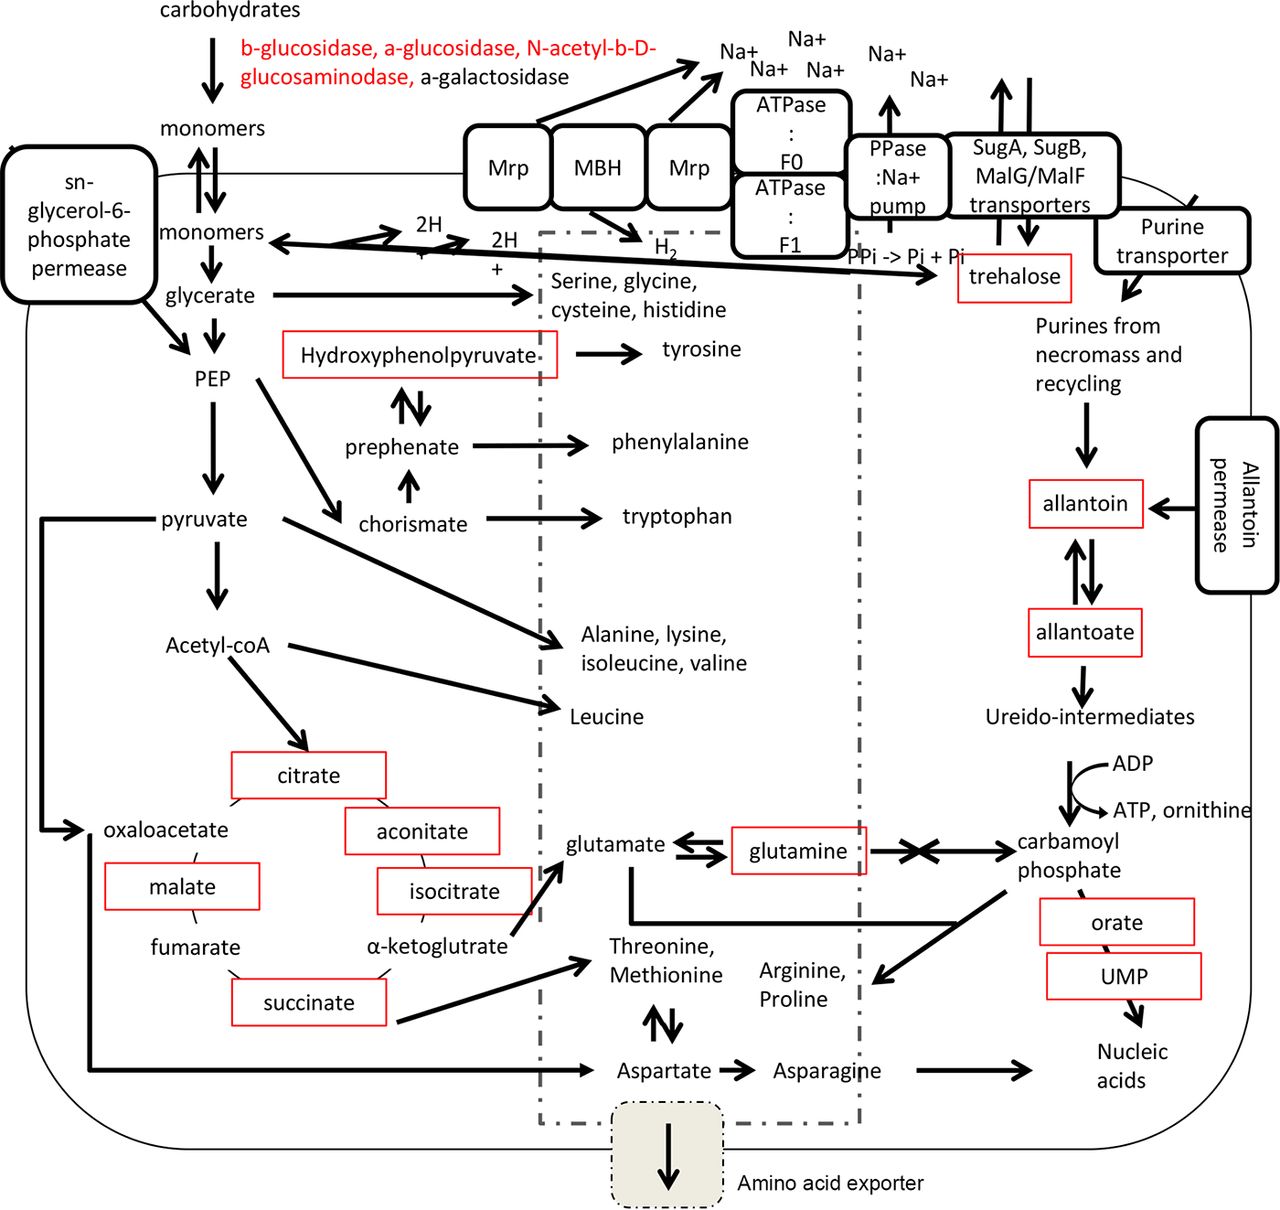 carbohydrates
b-glucosidase, a-glucosidase, N-acetyl-b-D-
glucosaminodase, a-galactosidase
monomers
monomers
sn-
glycerol-6-
phosphate
permease
glycerate
PEP
pyruvate
Acetyl-coA
Mrp
MBH
Mrp
ATPase
:
F0
ATPase
:
F1
Na+
Na+
Na+
Na+
Na+
Na+
PPase
:Na+
pump
SugA, SugB,
MalG/MalF
transporters
Purine
transporter
2H
+
2H
+
H2
PPi -> Pi + Pi
trehalose
Serine, glycine,
cysteine, histidine
Hydroxyphenolpyruvate
tyrosine
prephenate
phenylalanine
chorismate
tryptophan
Purines from
necromass and
recycling
Allantoin
permease
allantoin
allantoate
Ureido-intermediates
ADP
ATP, ornithine
carbamoyl
phosphate
Alanine, lysine,
isoleucine, valine
Leucine
citrate
oxaloacetate
aconitate
malate
isocitrate
fumarate
α-ketoglutrate
succinate
glutamate
glutamine
Threonine,
Methionine
Arginine,
Proline
orate
UMP
Nucleic
acids
Aspartate
Asparagine
Amino acid exporter